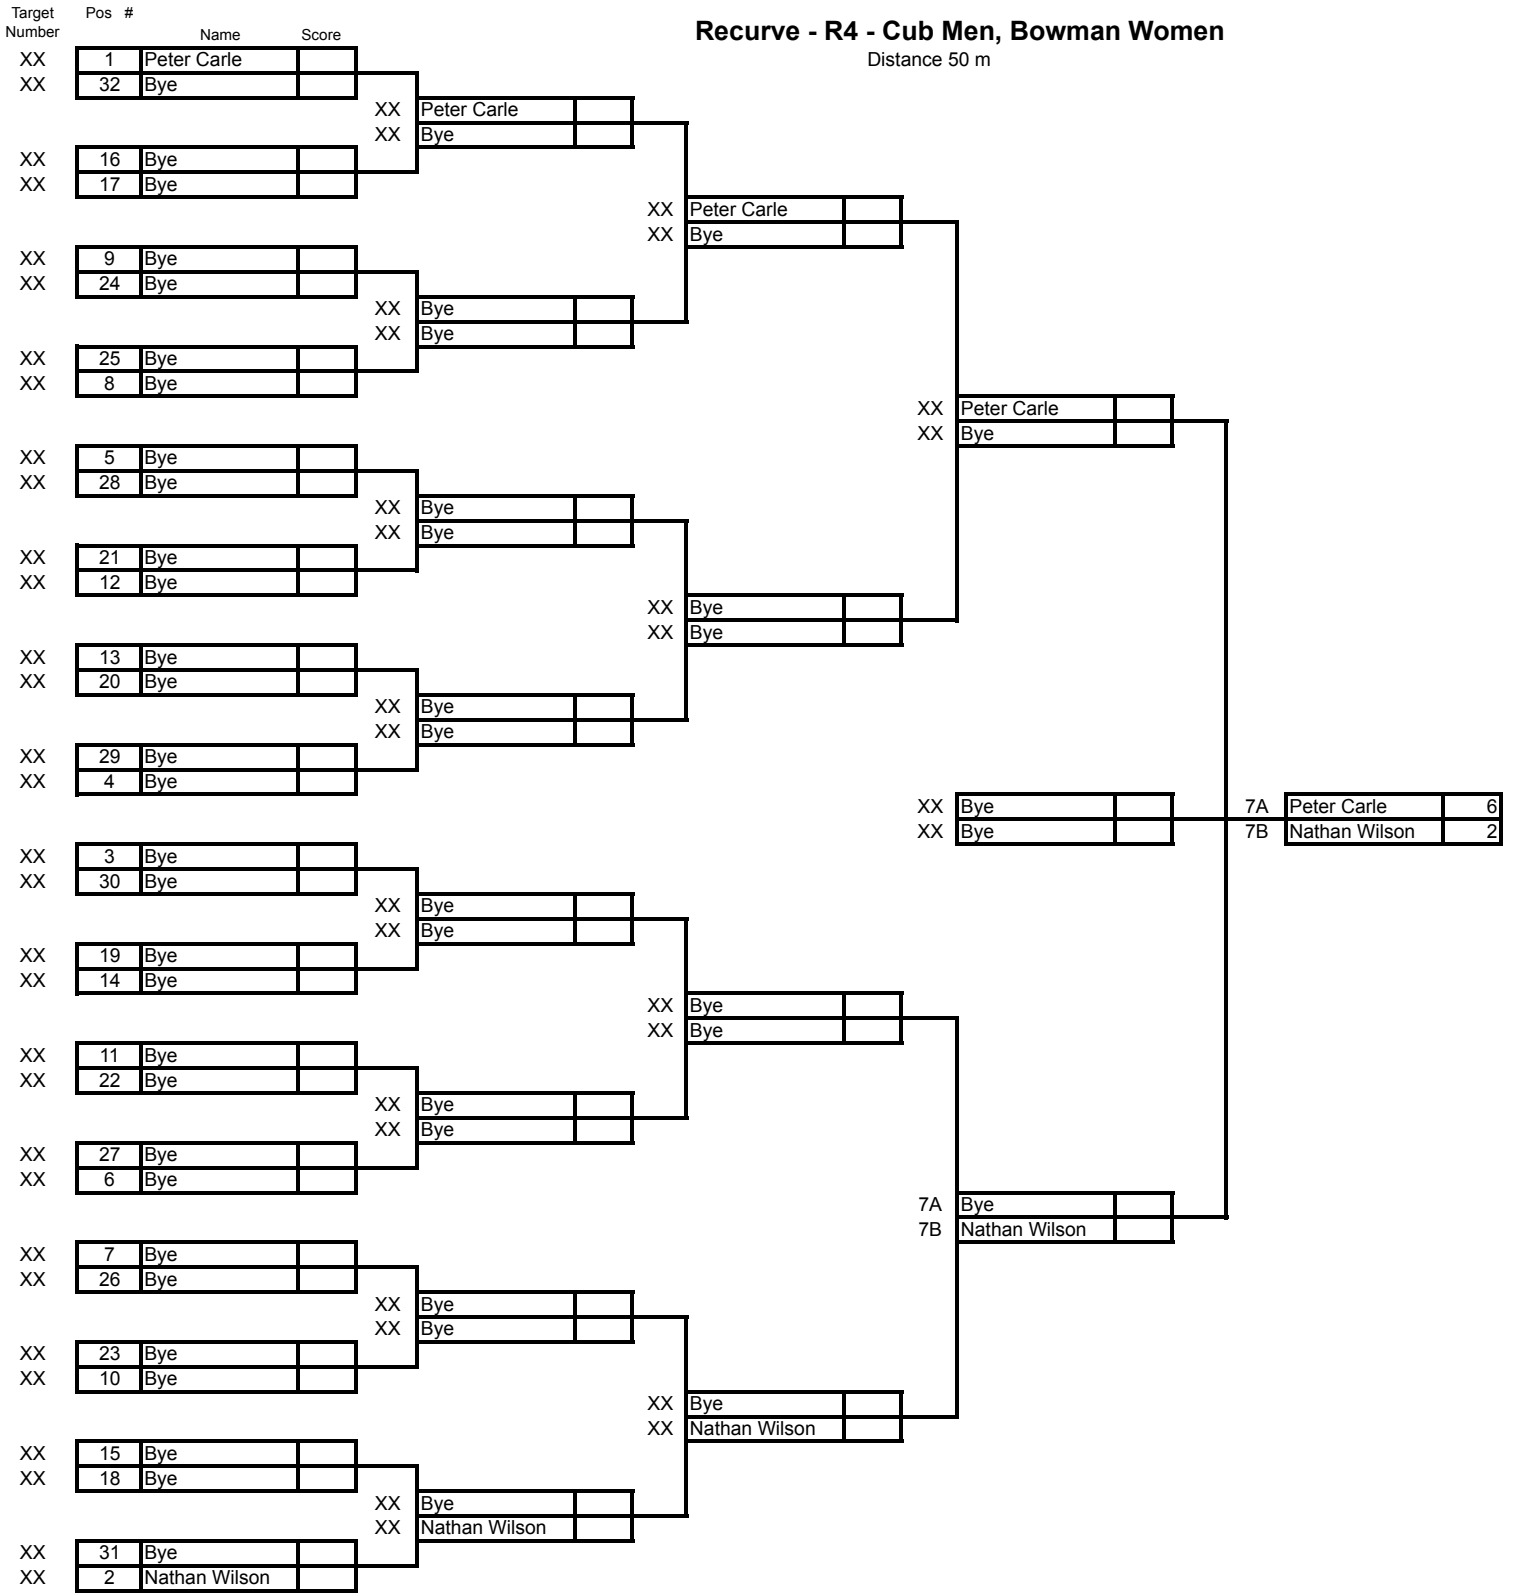 Target Pos #
Number Name Score
Recurve - R4 - Cub Men, Bowman Women
Distance 50 m
XX 1 Peter Carle
XX 32 Bye
XX Peter Carle
XX Bye
XX 16 Bye
XX 17 Bye
XX Peter Carle
XX Bye
XX 9 Bye
XX 24 Bye
XX Bye
XX Bye
XX 25 Bye
XX 8 Bye
XX Peter Carle
XX Bye
XX 5 Bye
XX 28 Bye
XX Bye
XX Bye
XX 21 Bye
XX 12 Bye
XX Bye
XX Bye
XX 13 Bye
XX 20 Bye
XX Bye
XX Bye
XX 29 Bye
XX 4 Bye
XX Bye 7A Peter Carle 6
XX Bye 7B Nathan Wilson 2
XX 3 Bye
XX 30 Bye
XX Bye
XX Bye
XX 19 Bye
XX 14 Bye
XX Bye
XX Bye
XX 11 Bye
XX 22 Bye
XX Bye
XX Bye
XX 27 Bye
XX 6 Bye
7A Bye
7B Nathan Wilson
XX 7 Bye
XX 26 Bye
XX Bye
XX Bye
XX 23 Bye
XX 10 Bye
XX Bye
XX Nathan Wilson
XX 15 Bye
XX 18 Bye
XX Bye
XX Nathan Wilson
XX 31 Bye
XX 2 Nathan Wilson